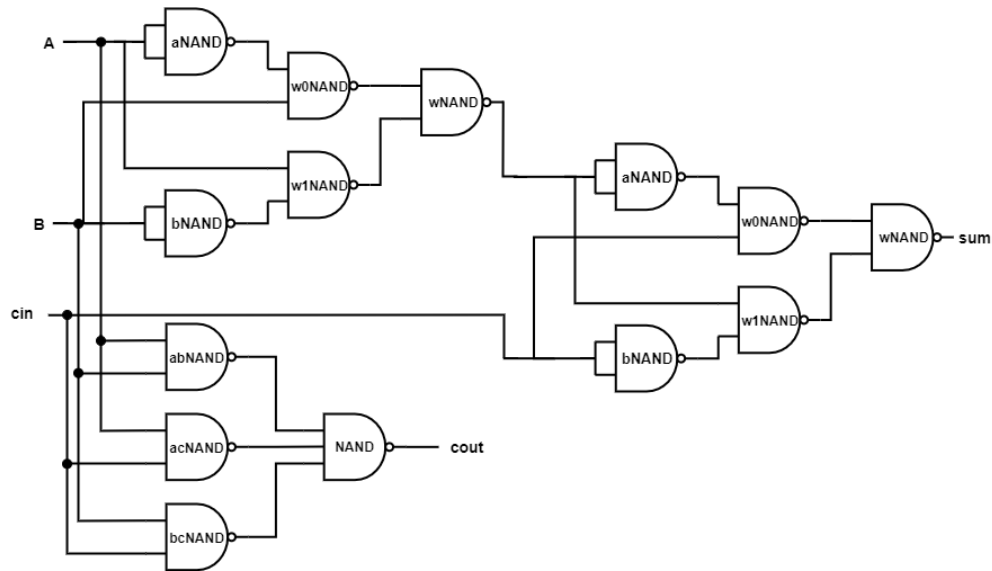 A
aNAND
w0NAND
wNAND
w1NAND
B
bNAND
aNAND
w0NAND
wNAND
sum
w1NAND
bNAND
cin
abNAND
acNAND
NAND
cout
bcNAND